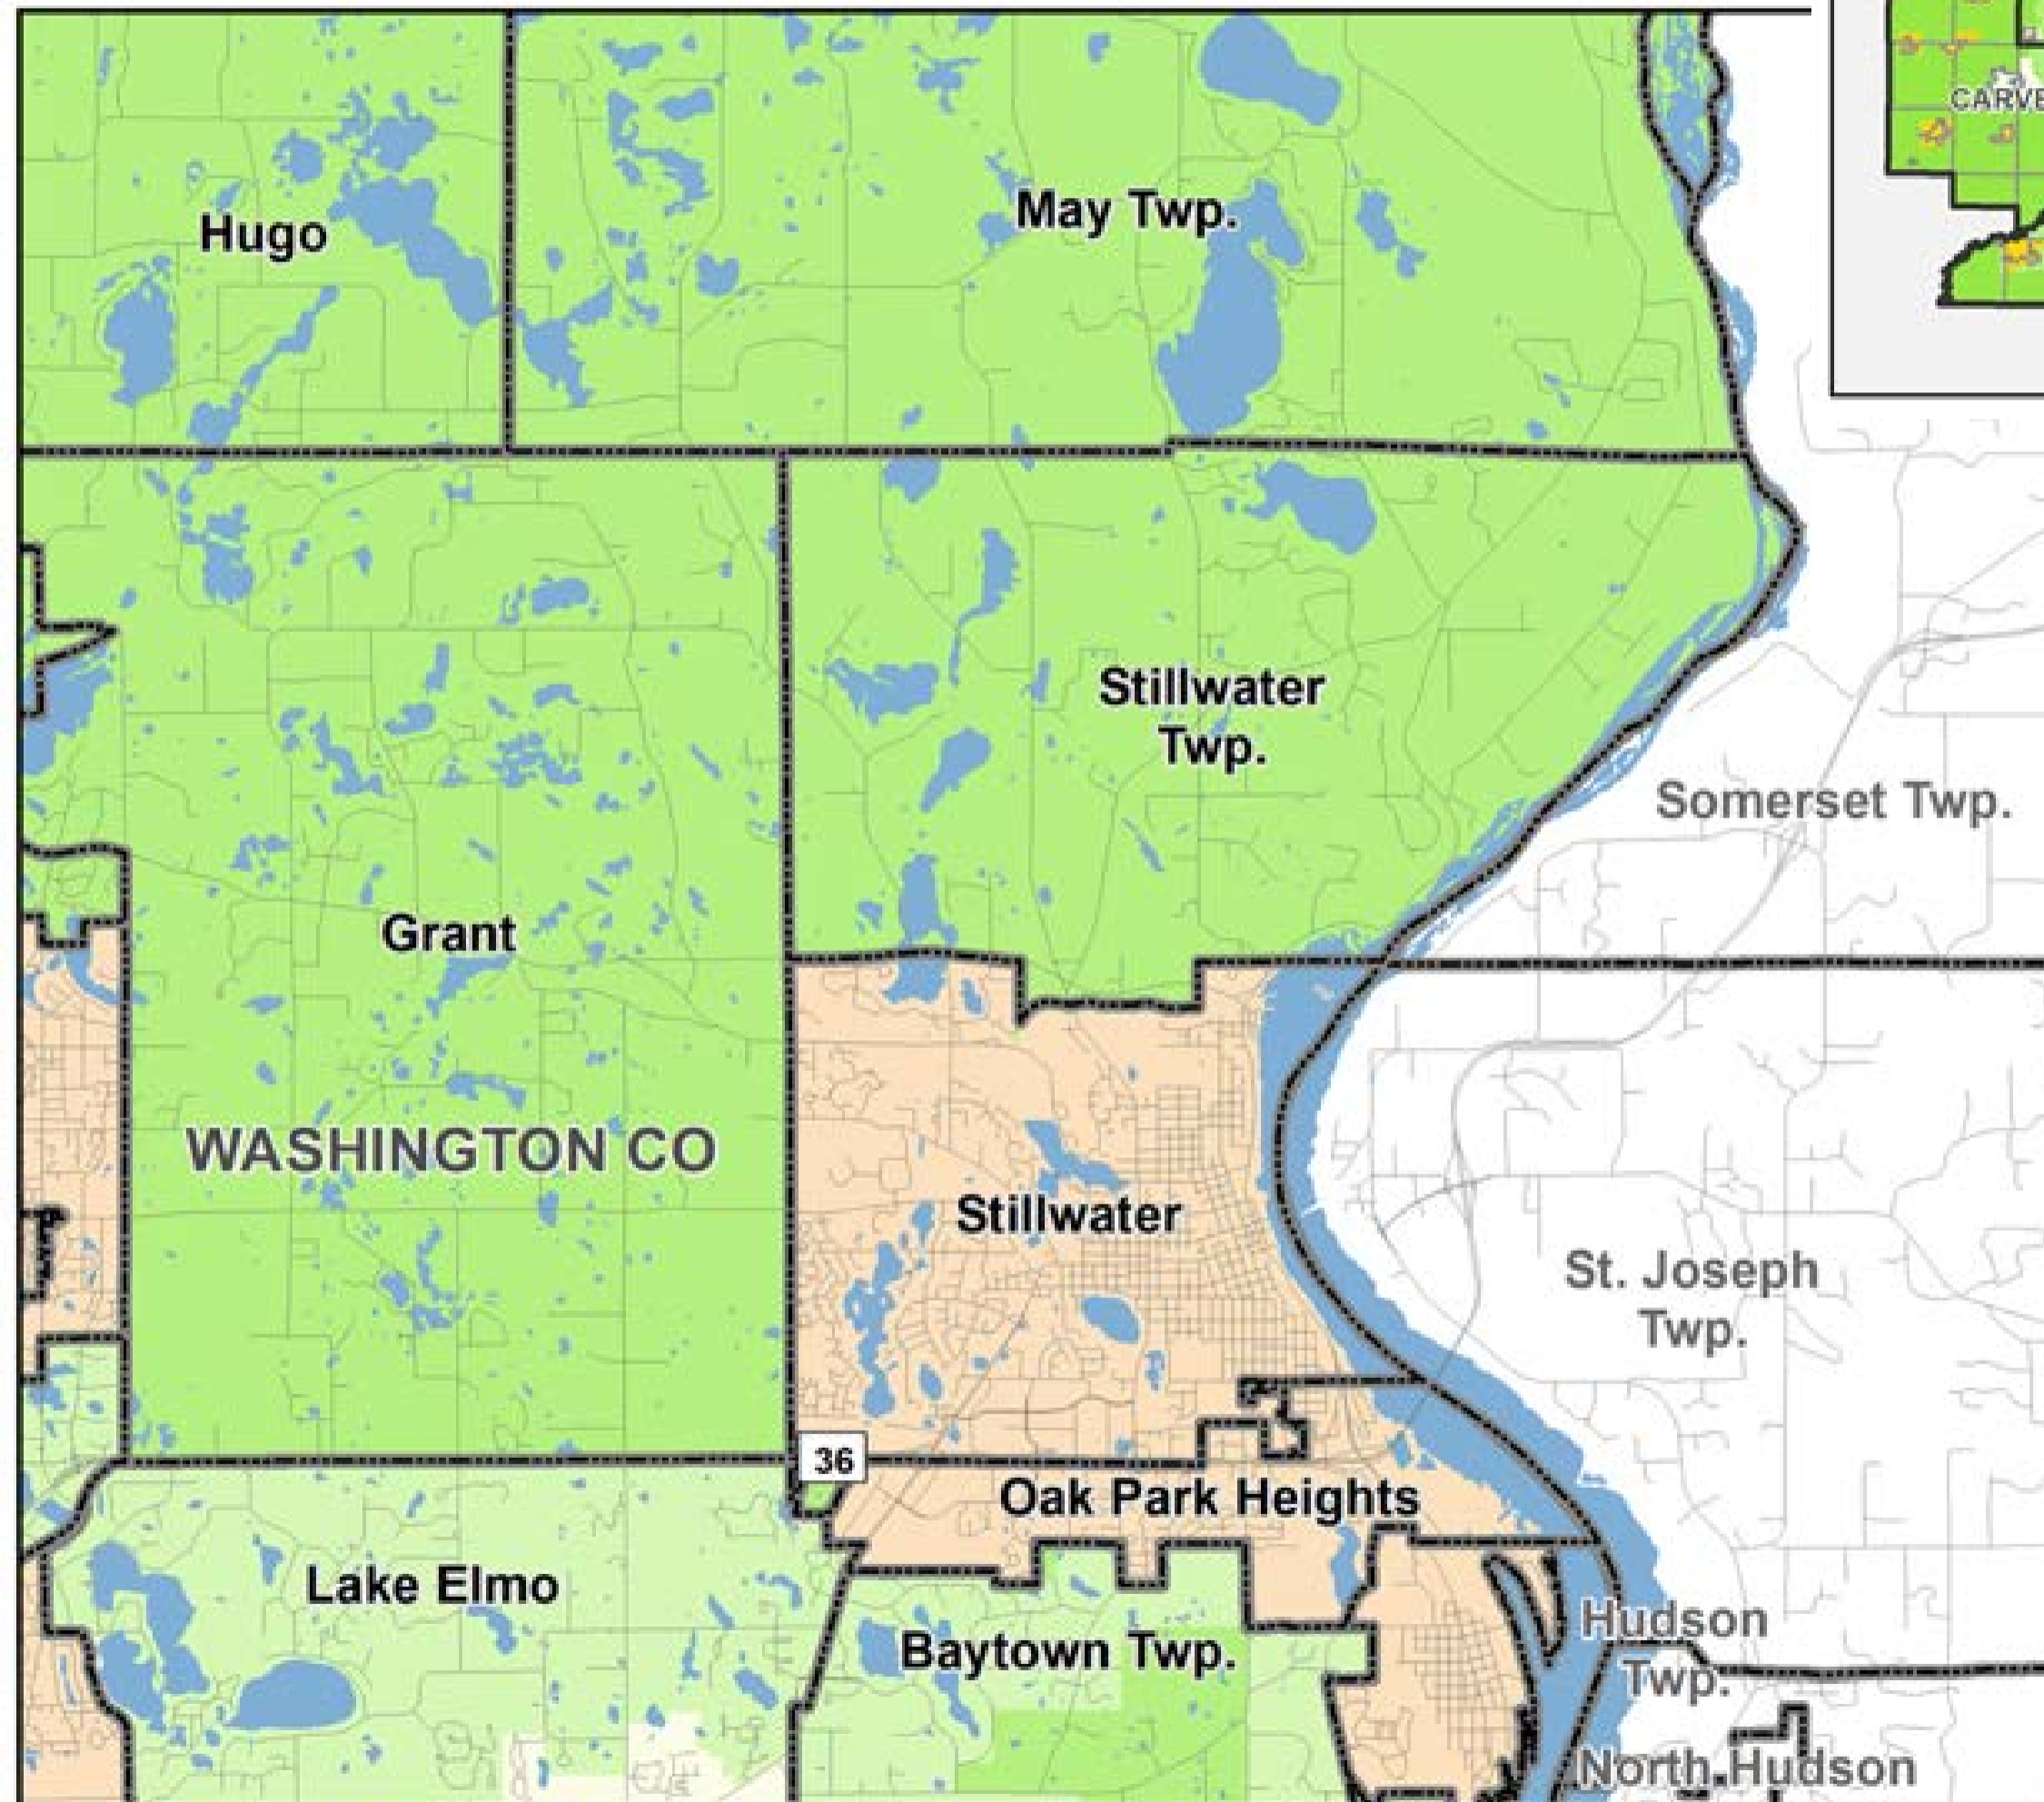 CARVE
May Twp.
Hugo
Stillwater
Twp.
Somerset Twp.
Grant
WASHINGTON CO
Stillwater
St. Joseph
Twp.
36
Oak Park Heights
Lake Elmo
Hudson
Twp.
Baytown Twp.
North Hudson